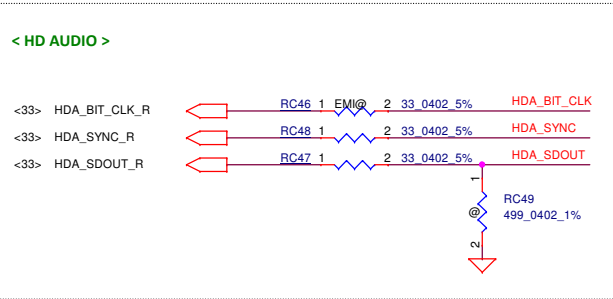 < HD AUDIO >
<33> HDA_BIT_CLK_R RC46 1 EMI@ 2 33_0402_5% HDA_BIT_CLK
<33> HDA_SYNC_R RC48 1 2 33_0402_5% HDA_SYNC
<33> HDA_SDOUT_R RC47 1 2 33_0402_5% HDA_SDOUT
1
RC49
@ 499_0402_1%
2